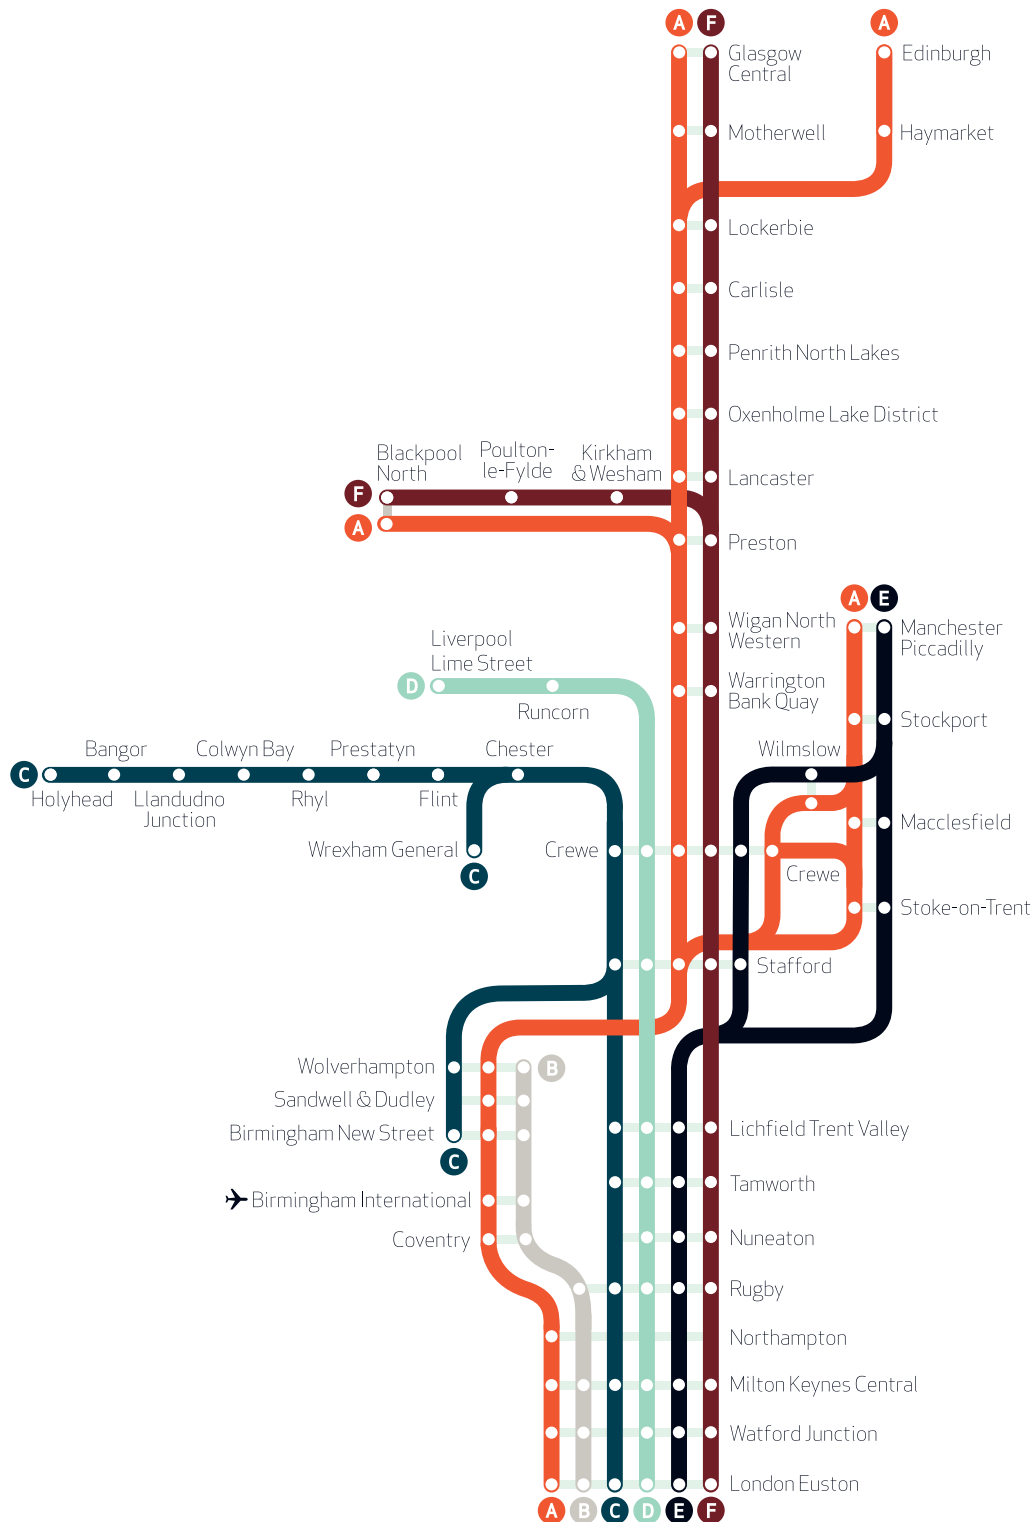 A F A
Glasgow
Central
Edinburgh
Motherwell
Haymarket
Lockerbie
Carlisle
Penrith North Lakes
Oxenholme Lake District
Blackpool
North
Poulton-
le-Fylde
Kirkham
& Wesham
Lancaster
F
A
Preston
A E
Wigan North
Western
Manchester
Piccadilly
Liverpool
Lime Street
D
Warrington
Bank Quay
Runcorn
Stockport
Bangor
Colwyn Bay
Prestatyn
Chester
Wilmslow
C
Holyhead
Llandudno
Junction
Rhyl
Flint
Macclesfield
Wrexham General
C
Crewe
Crewe
Stoke-on-Trent
Stafford
Wolverhampton
B
Sandwell & Dudley
Birmingham New Street
C
Lichfield Trent Valley
Tamworth
Birmingham International
Coventry
Nuneaton
Rugby
Northampton
Milton Keynes Central
Watford Junction
London Euston
A B C D E F